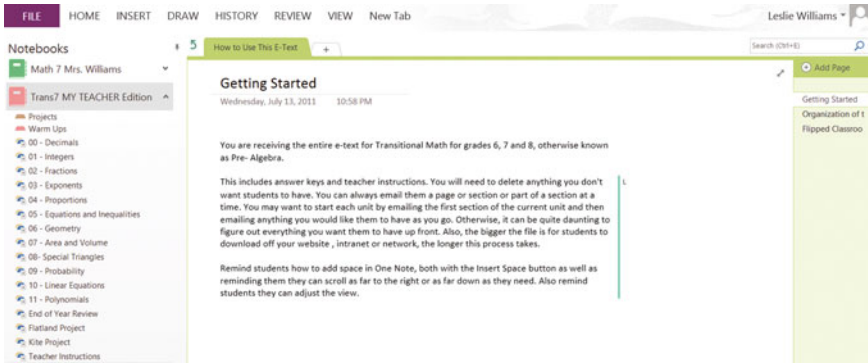 FILE HOME INSERT DRAW HISTORY REVIEW VIEW New Tab Leslie Williams
Notebooks
Math 7 Mrs. Williams
Trans7 MY TEACHER Edition
Projects
Warm Ups
00 - Decimals
01 - Integers
02 - Fractions
03 - Exponents
04 - Proportions
05 - Equations and Inequalities
06 - Geometry
07 - Area and Volume
08- Special Triangles
09 - Probability
10 - Linear Equations
11 - Polynomials
End of Year Review
Flatland Project
Kite Project
Teacher Instructions
How to Use This E-Text +
Search (Ctrl+E)
Getting Started
Wednesday, July 13, 2011 10:58 PM
You are receiving the entire e-text for Transitional Math for grades 6, 7 and 8, otherwise known
as Pre- Algebra.
This includes answer keys and teacher instructions. You will need to delete anything you don't
want students to have. You can always email them a page or section or part of a section at a
time. You may want to start each unit by emailing the first section of the current unit and then
emailing anything you would like them to have as you go. Otherwise, it can be quite daunting to
figure out everything you want them to have up front. Also, the bigger the file is for students to
download off your website , intranet or network, the longer this process takes.
Remind students how to add space in One Note, both with the Insert Space button as well as
reminding them they can scroll as far to the right or as far down as they need. Also remind
students they can adjust the view.
L
Add Page
Getting Started
Organization of t
Flipped Classroo